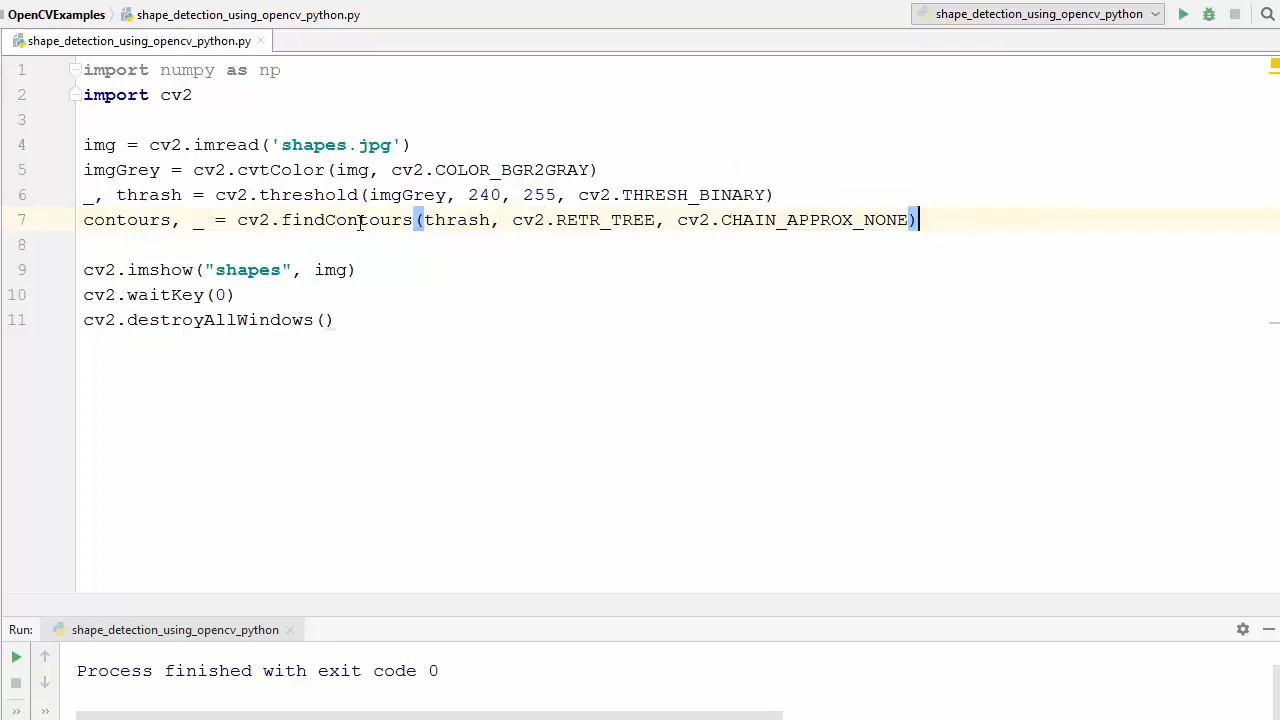 OpenCVExamples shape_detection_using_opencv_python.py shape_detection_using_opencv_python
shape_detection_using_opencv_python.py
1 import numpy as np
2 import cv2
3
4 img = cv2.imread('shapes.jpg')
5 imgGrey = cv2.cvtColor(img, cv2.COLOR_BGR2GRAY)
6 _, thrash = cv2.threshold(imgGrey, 240, 255, cv2.THRESH_BINARY)
7 contours, _ = cv2.findContours(thrash, cv2.RETR_TREE, cv2.CHAIN_APPROX_NONE)
8
9 cv2.imshow("shapes", img)
10 cv2.waitKey(0)
11 cv2.destroyAllWindows()
Run: shape_detection_using_opencv_python
Process finished with exit code 0